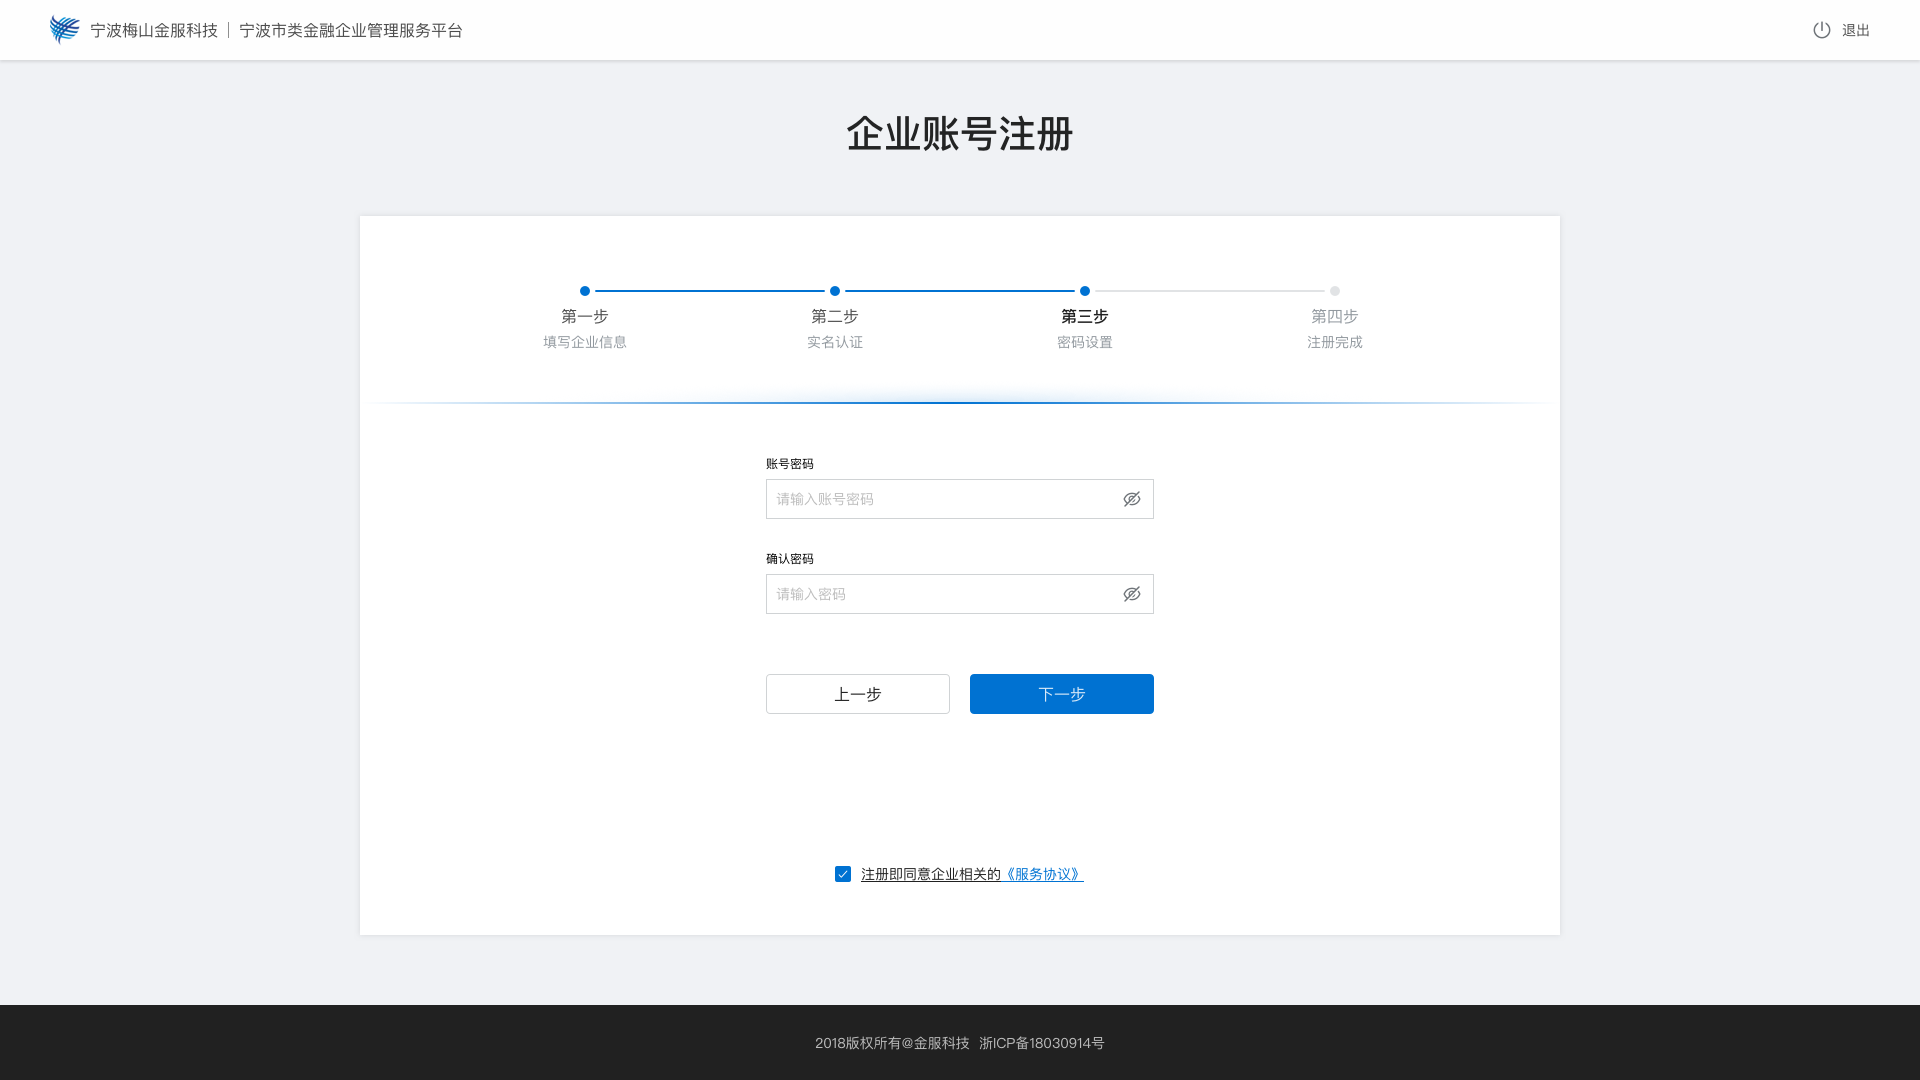 宁波梅山金服科技｜宁波市类金融企业管理服务平台
退出
企业账号注册
第一步
填写企业信息
第二步
实名认证
第三步
密码设置
第四步
注册完成
账号密码
请输入账号密码
确认密码
请输入密码
上一步
下一步
注册即同意企业相关的《服务协议》
2018版权所有@金服科技 浙ICP备18030914号